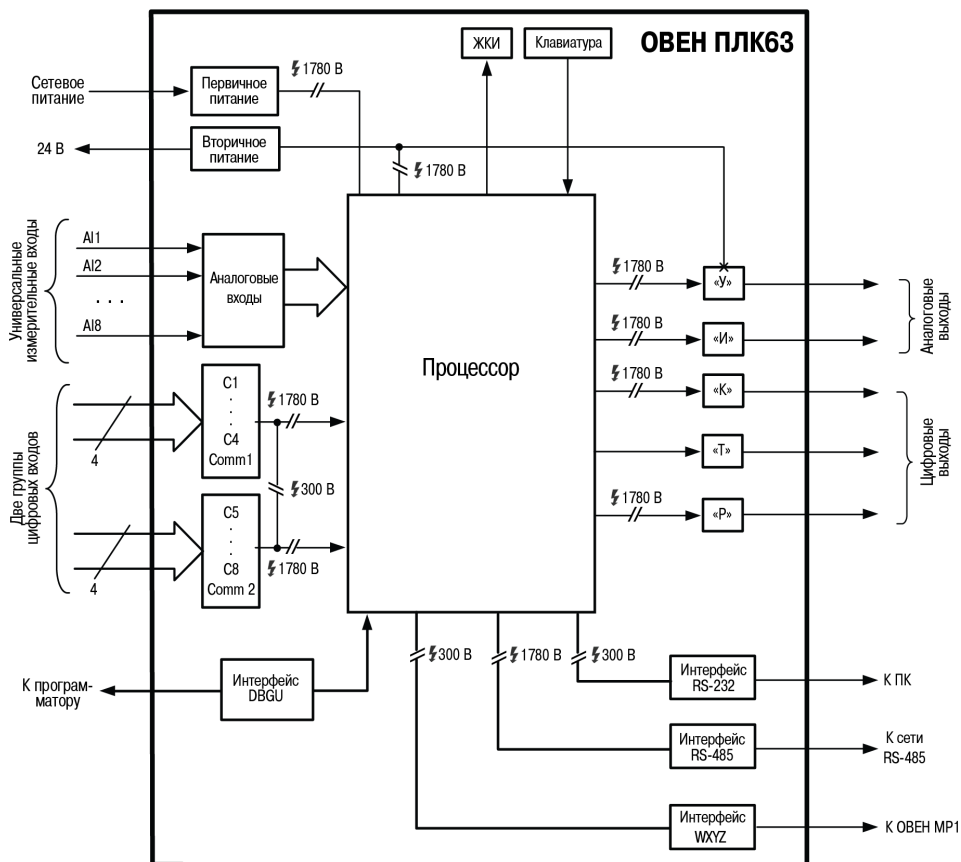 ОВЕН ПЛК63
ЖКИ
Клавиатура
Сетевое
питание
Первичное
питание
1780 В
24 В
Вторичное
питание
1780 В
Универсальные
измерительные входы
AI1
AI2
. . .
AI8
Аналоговые
входы
Процессор
1780 В
«У»
1780 В
«И»
Аналоговые
выходы
1780 В
«К»
«Т»
1780 В
«Р»
Цифровые
выходы
Две группы
цифровых входов
4
C1
.
.
.
C4
Comm1
1780 В
300 В
4
C5
.
.
.
C8
Comm 2
1780 В
300 В
1780 В
300 В
К програм-
матору
Интерфейс
DBGU
Интерфейс
RS-232
К ПК
Интерфейс
RS-485
К сети
RS-485
Интерфейс
WXYZ
К ОВЕН МР1